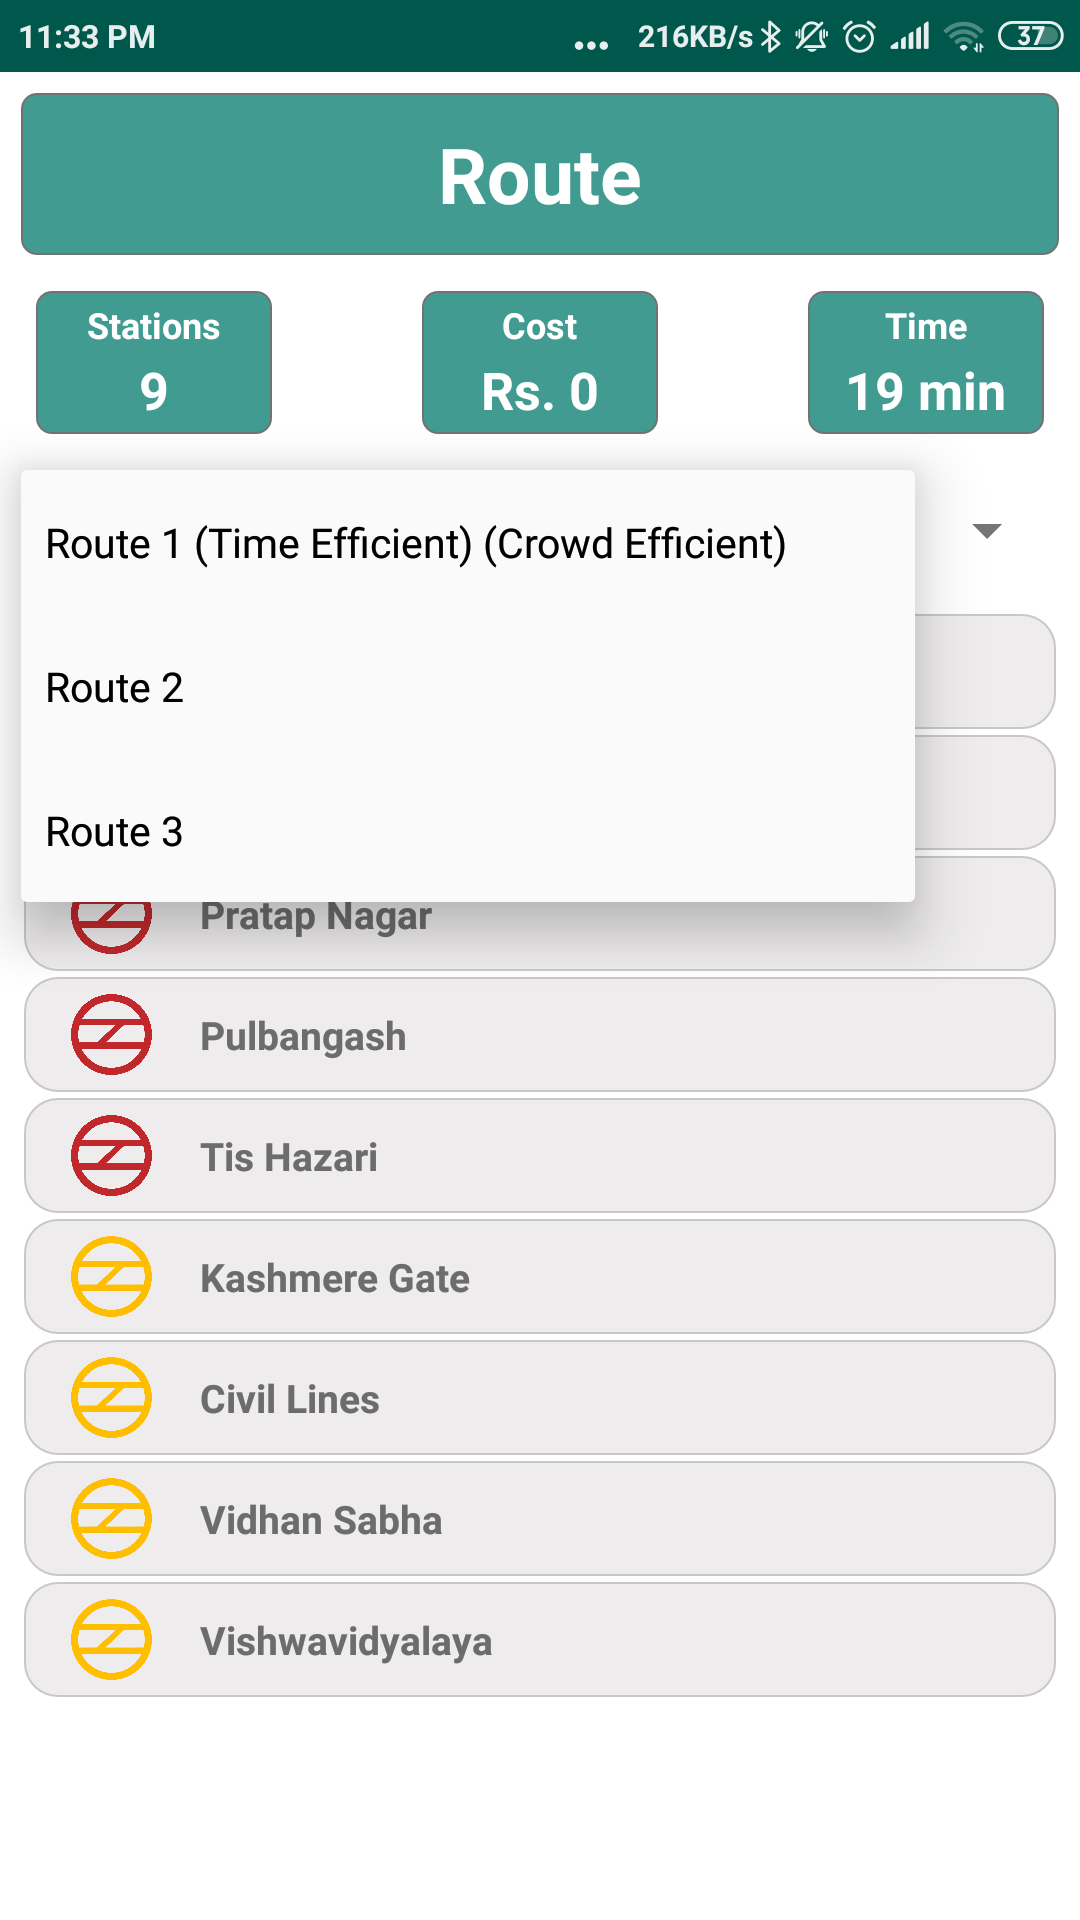 11:33 PM
... 216KB/s 37
Route
Stations
9
Cost
Rs. 0
Time
19 min
Route 1 (Time Efficient) (Crowd Efficient)
Route 2
Route 3
Pratap Nagar
Pulbangash
Tis Hazari
Kashmere Gate
Civil Lines
Vidhan Sabha
Vishwavidyalaya